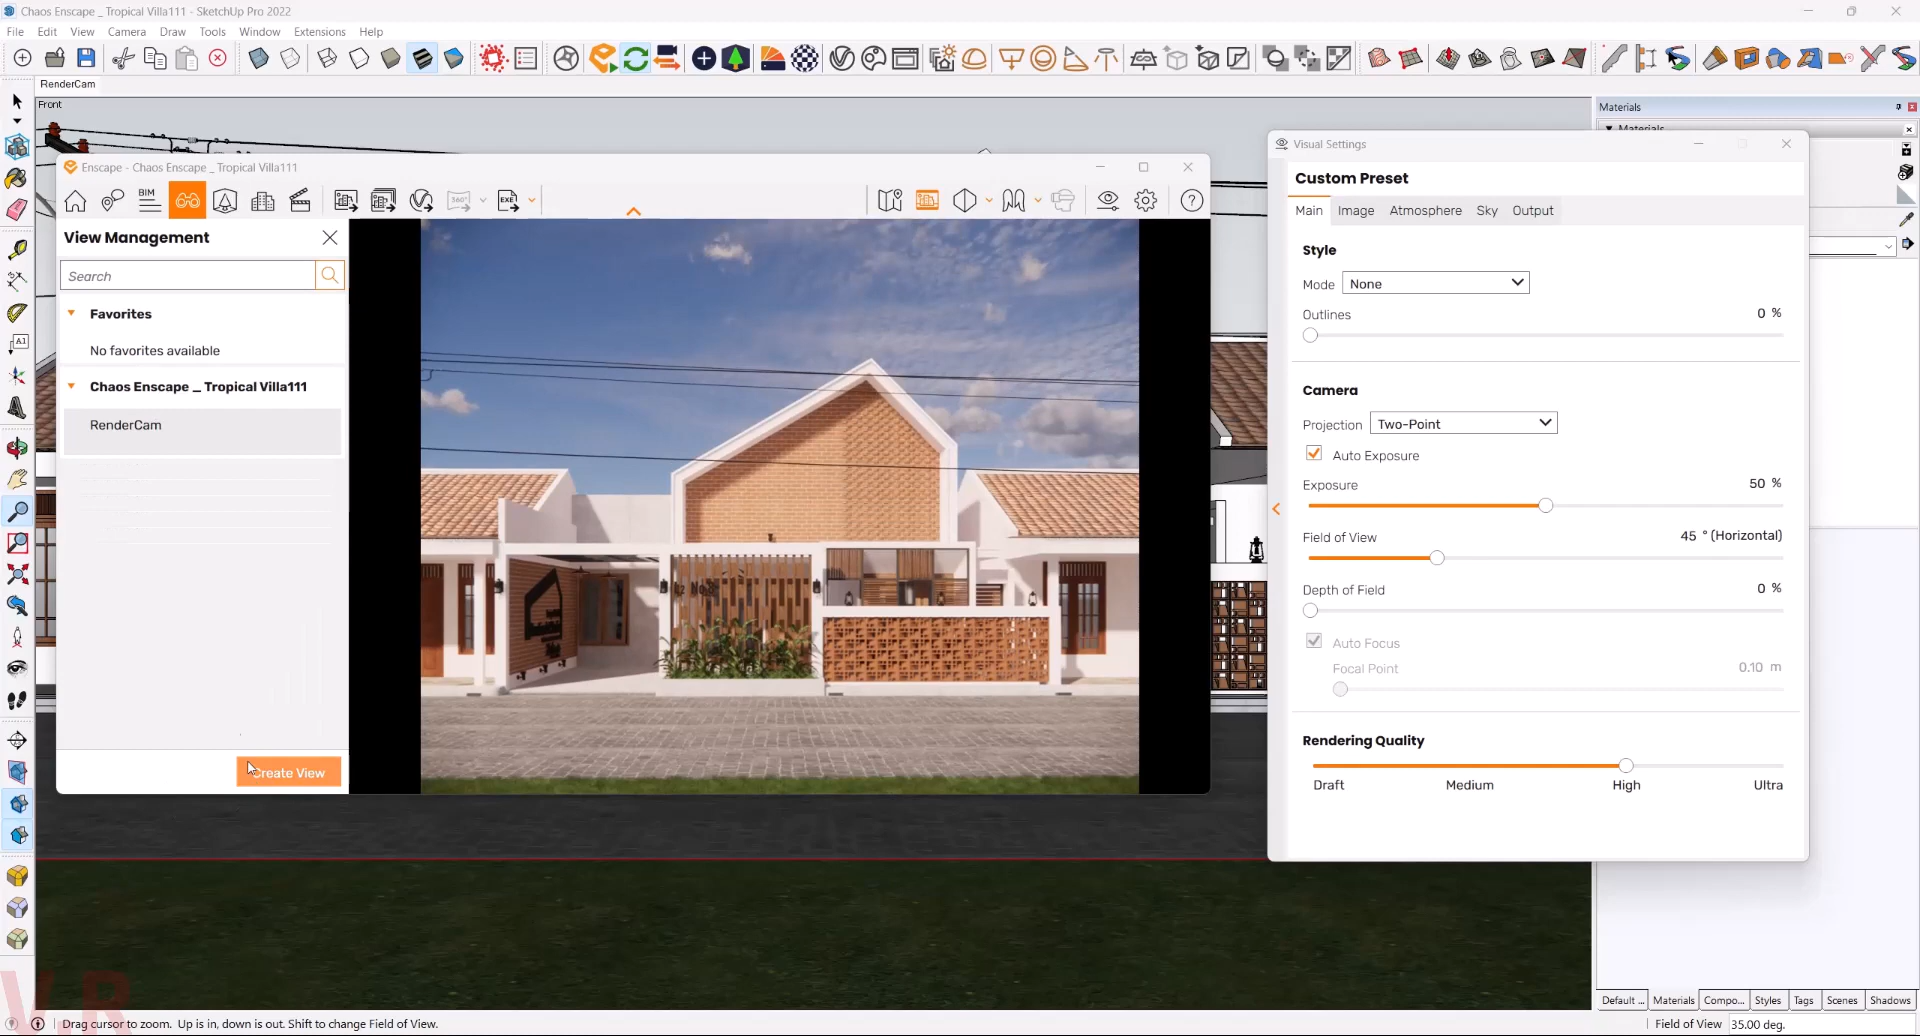 Chaos Enscape _ Tropical Villa111 - SketchUp Pro 2022
File Edit View Camera Draw Tools Window Extensions Help
RenderCam
Front
A1
Enscape - Chaos Enscape _ Tropical Villa111
BIM
360°
EXE
View Management
Search
Favorites
No favorites available
Chaos Enscape _ Tropical Villa111
RenderCam
Create View
Visual Settings
Custom Preset
Main Image Atmosphere Sky Output
Style
Mode None
Outlines 0 %
Camera
Projection Two-Point
Auto Exposure
Exposure 50 %
Field of View 45 ° (Horizontal)
Depth of Field 0 %
Auto Focus
Focal Point 0.10 m
Rendering Quality
Draft Medium High Ultra
Materials
Materials
Default ... Materials Compo... Styles Tags Scenes Shadows
V.R
Drag cursor to zoom. Up is in, down is out. Shift to change Field of View.
Field of View 35.00 deg.